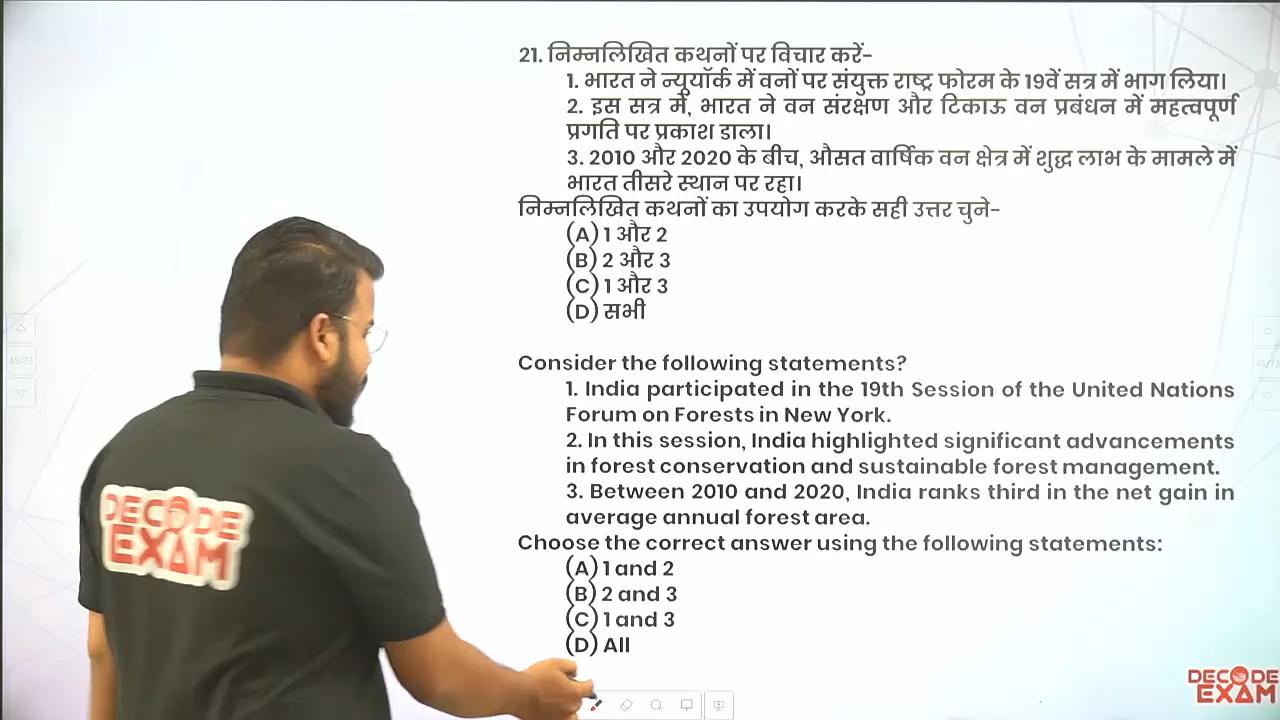 21. निम्नलिखित कथनों पर विचार करें-
1. भारत ने न्यूयॉर्क में वनों पर संयुक्त राष्ट्र फोरम के 19वें सत्र में भाग लिया।
2. इस सत्र में, भारत ने वन संरक्षण और टिकाऊ वन प्रबंधन में महत्वपूर्ण
प्रगति पर प्रकाश डाला।
3. 2010 और 2020 के बीच, औसत वार्षिक वन क्षेत्र में शुद्ध लाभ के मामले में
भारत तीसरे स्थान पर रहा।
निम्नलिखित कथनों का उपयोग करके सही उत्तर चुने-
(A) 1 और 2
(B) 2 और 3
(C) 1 और 3
(D) सभी
45/73
45/73
Consider the following statements?
1. India participated in the 19th Session of the United Nations
Forum on Forests in New York.
2. In this session, India highlighted significant advancements
in forest conservation and sustainable forest management.
3. Between 2010 and 2020, India ranks third in the net gain in
average annual forest area.
Choose the correct answer using the following statements:
(A) 1 and 2
(B) 2 and 3
(C) 1 and 3
(D) All
DECODE
EXAM
DECODE
EXAM